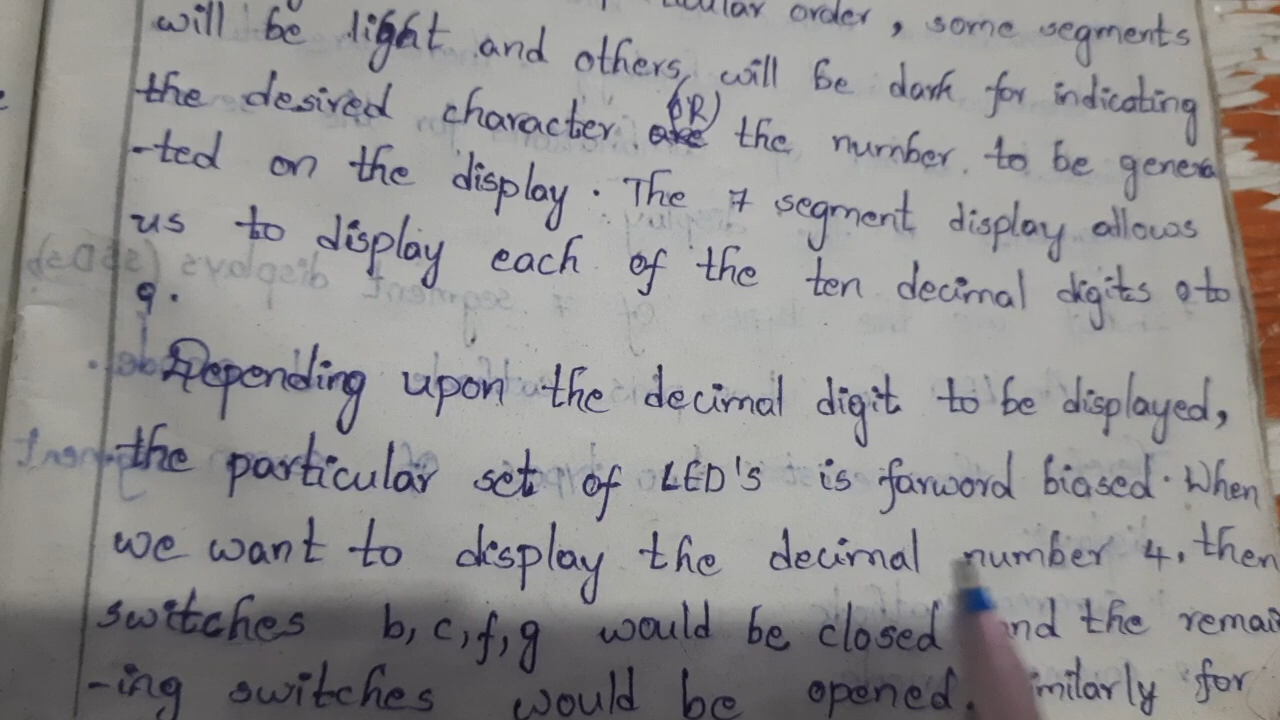 order, some segments
will be light and others, will be dark for indicating
the desired character (OR) the number. to be genera
-ted on the display. The 7 segment display allows
us to display each of the ten decimal digits 0 to
9.
Depending upon the decimal digit to be displayed,
the particular set of LED's is farword biased. When
we want to display the decimal number 4, then
switches b, c, f, g would be closed and the remai
-ing switches would be opened. imilarly for